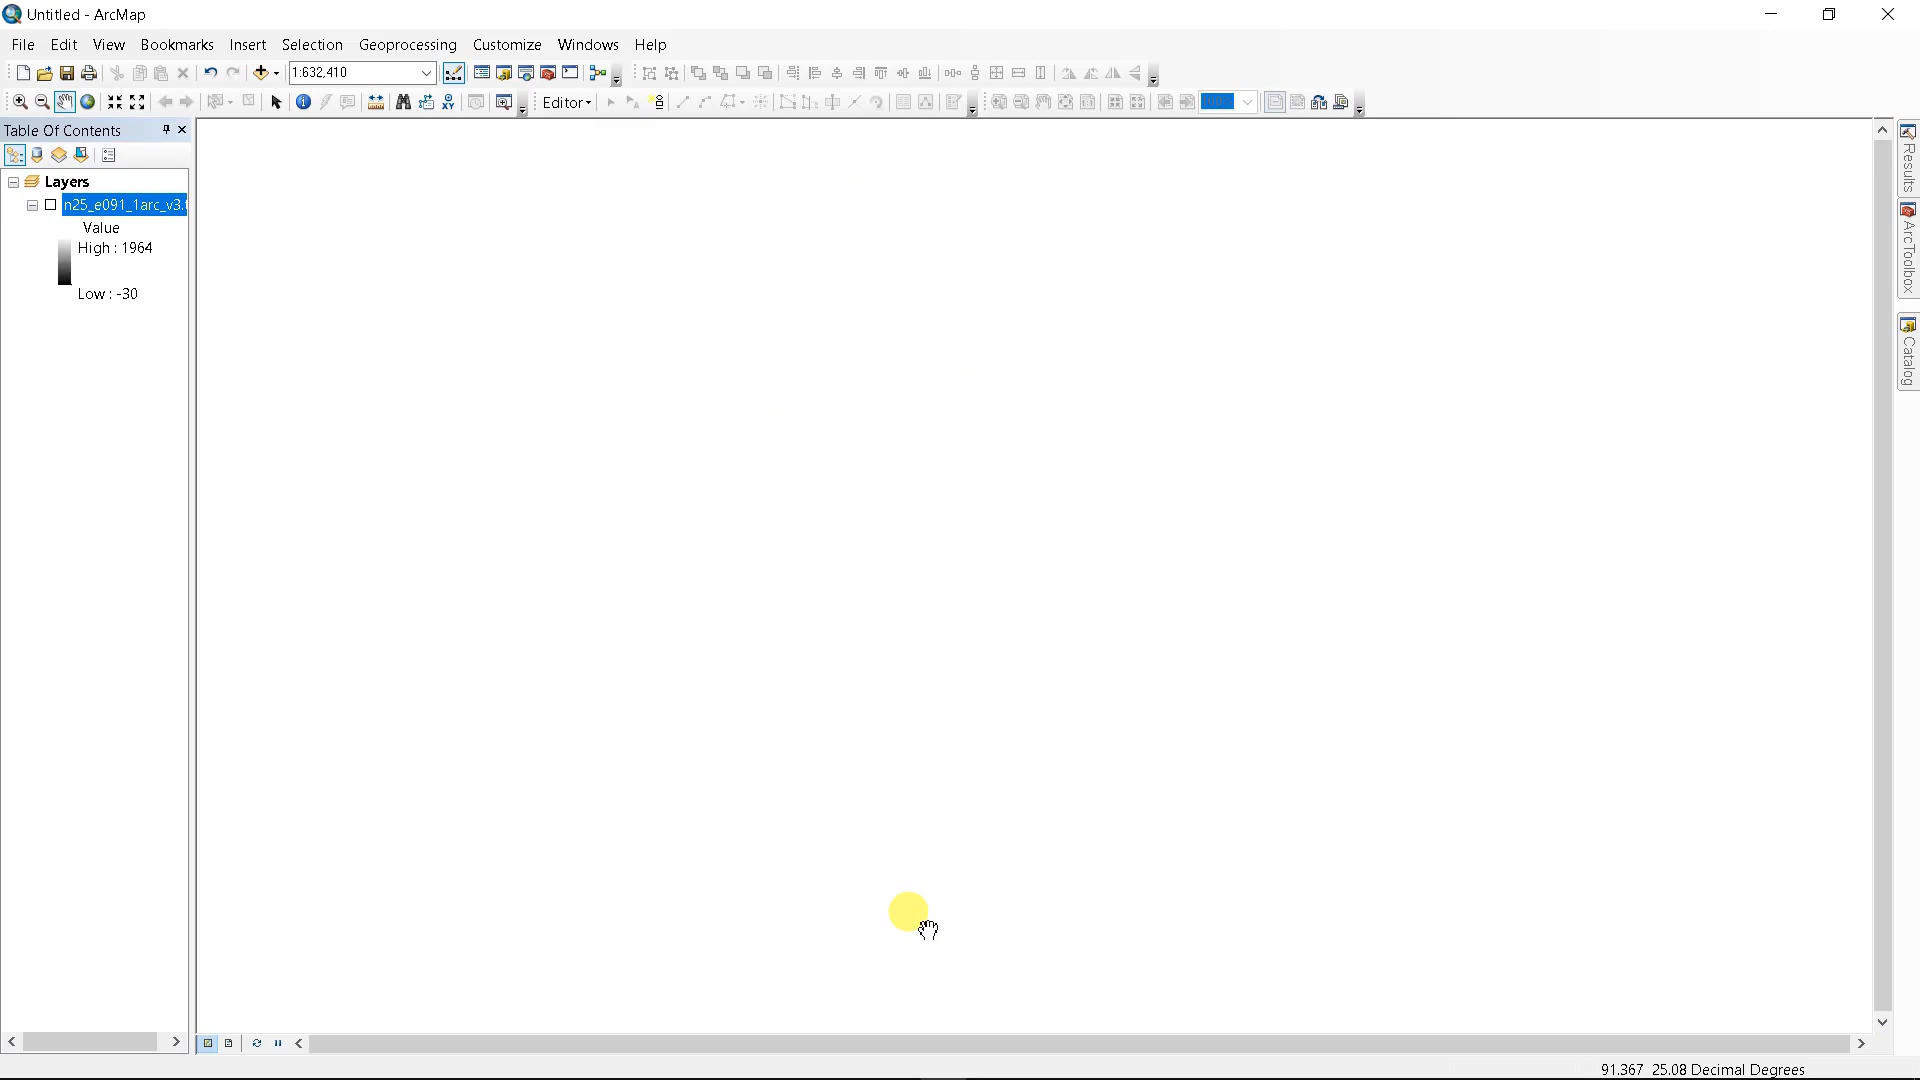 Untitled - ArcMap
File Edit View Bookmarks Insert Selection Geoprocessing Customize Windows Help
1:632,410
Editor
Table Of Contents
Layers
n25_e091_1arc_v3.t
Value
High : 1964
Low : -30
Results
ArcToolbox
Catalog
91.367 25.08 Decimal Degrees